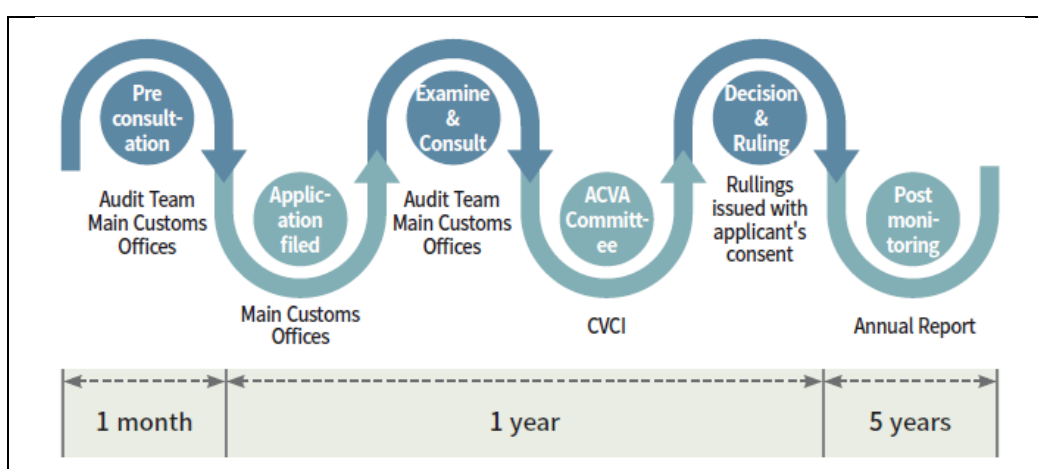 Pre
consult-
ation
Audit Team
Main Customs
Offices
Applic-
ation
filed
Main Customs
Offices
Examine
&
Consult
Audit Team
Main Customs
Offices
ACVA
Committ-
ee
CVCI
Decision
&
Ruling
Rullings
issued with
applicant's
consent
Post
moni-
toring
Annual Report
1 month
1 year
5 years